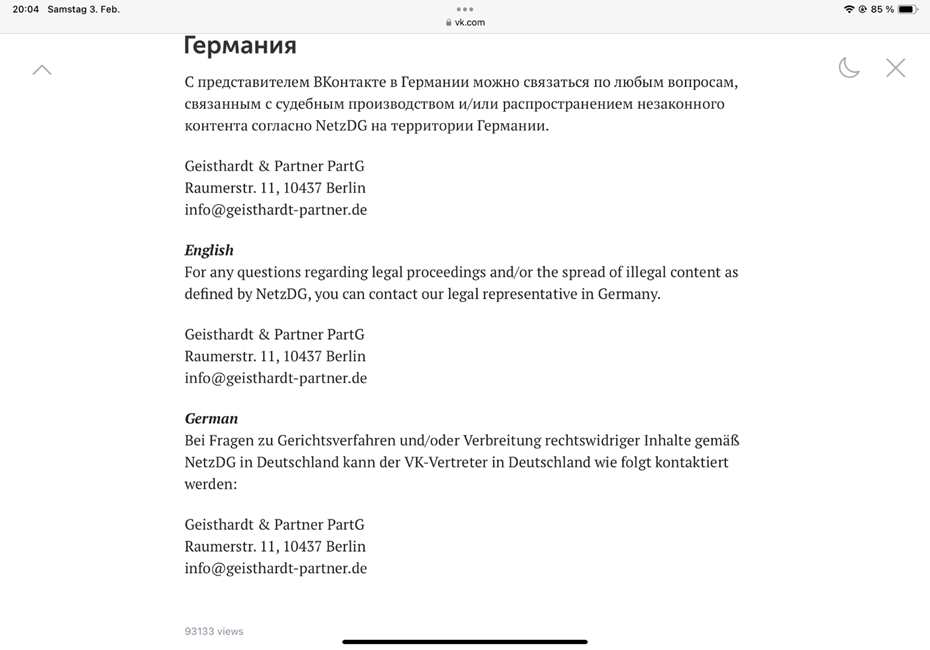 20:04 Samstag 3. Feb.
85 %
vk.com
Германия
С представителем ВКонтакте в Германии можно связаться по любым вопросам,
связанным с судебным производством и/или распространением незаконного
контента согласно NetzDG на территории Германии.
Geisthardt & Partner PartG
Raumerstr. 11, 10437 Berlin
info@geisthardt-partner.de
English
For any questions regarding legal proceedings and/or the spread of illegal content as
defined by NetzDG, you can contact our legal representative in Germany.
Geisthardt & Partner PartG
Raumerstr. 11, 10437 Berlin
info@geisthardt-partner.de
German
Bei Fragen zu Gerichtsverfahren und/oder Verbreitung rechtswidriger Inhalte gemäß
NetzDG in Deutschland kann der VK-Vertreter in Deutschland wie folgt kontaktiert
werden:
Geisthardt & Partner PartG
Raumerstr. 11, 10437 Berlin
info@geisthardt-partner.de
93133 views